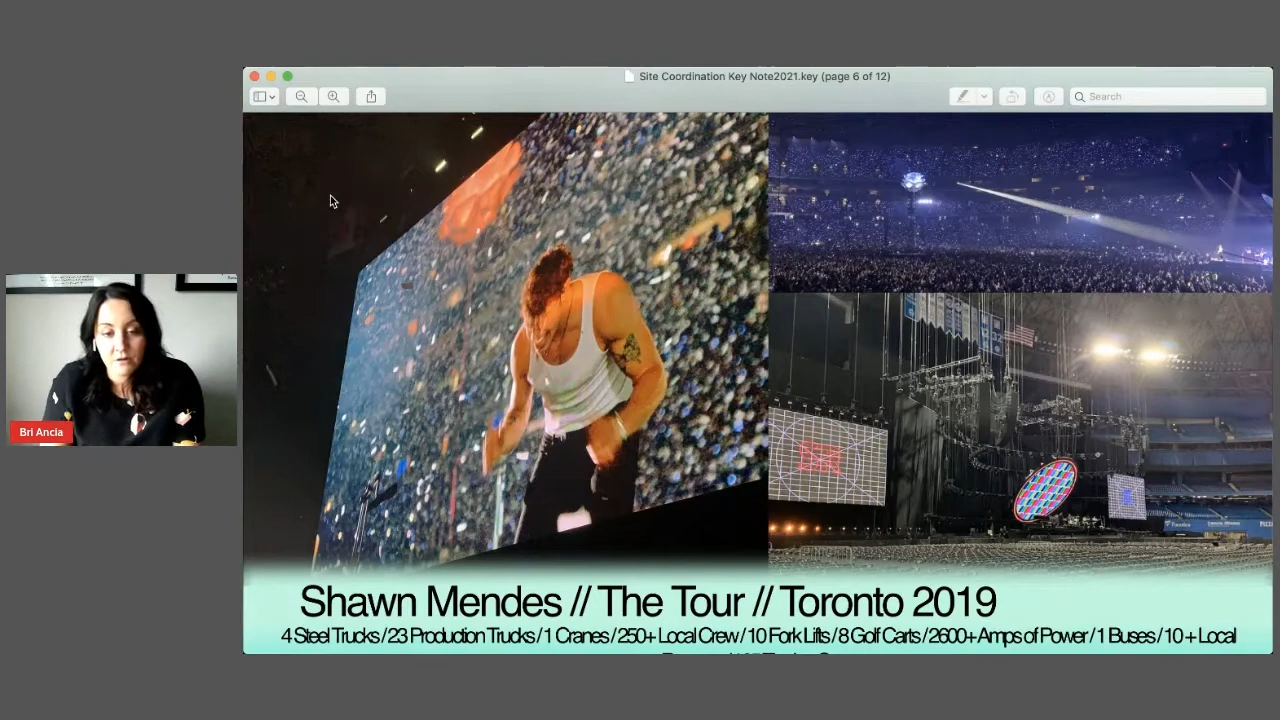 Site Coordination Key Note2021.key (page 6 of 12)
Search
Bri Ancia
Shawn Mendes // The Tour // Toronto 2019
4 Steel Trucks / 23 Production Trucks / 1 Cranes / 250+ Local Crew / 10 Fork Lifts / 8 Golf Carts / 2600+ Amps of Power / 1 Buses / 10 + Local